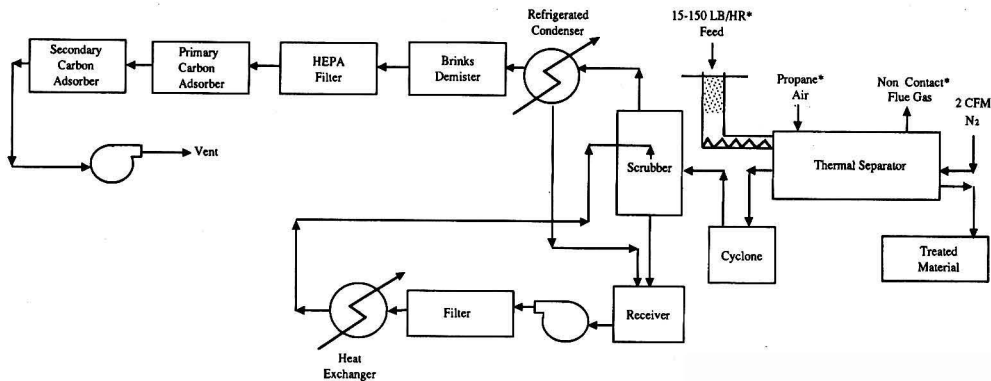 Refrigerated
Condenser
15-150 LB/HR*
Feed
Secondary
Carbon
Adsorber
Primary
Carbon
Adsorber
HEPA
Filter
Brinks
Demister
Propane*
Air
Non Contact*
Flue Gas
2 CFM
N2
Vent
Scrubber
Thermal Separator
Cyclone
Treated
Material
Filter
Receiver
Heat
Exchanger